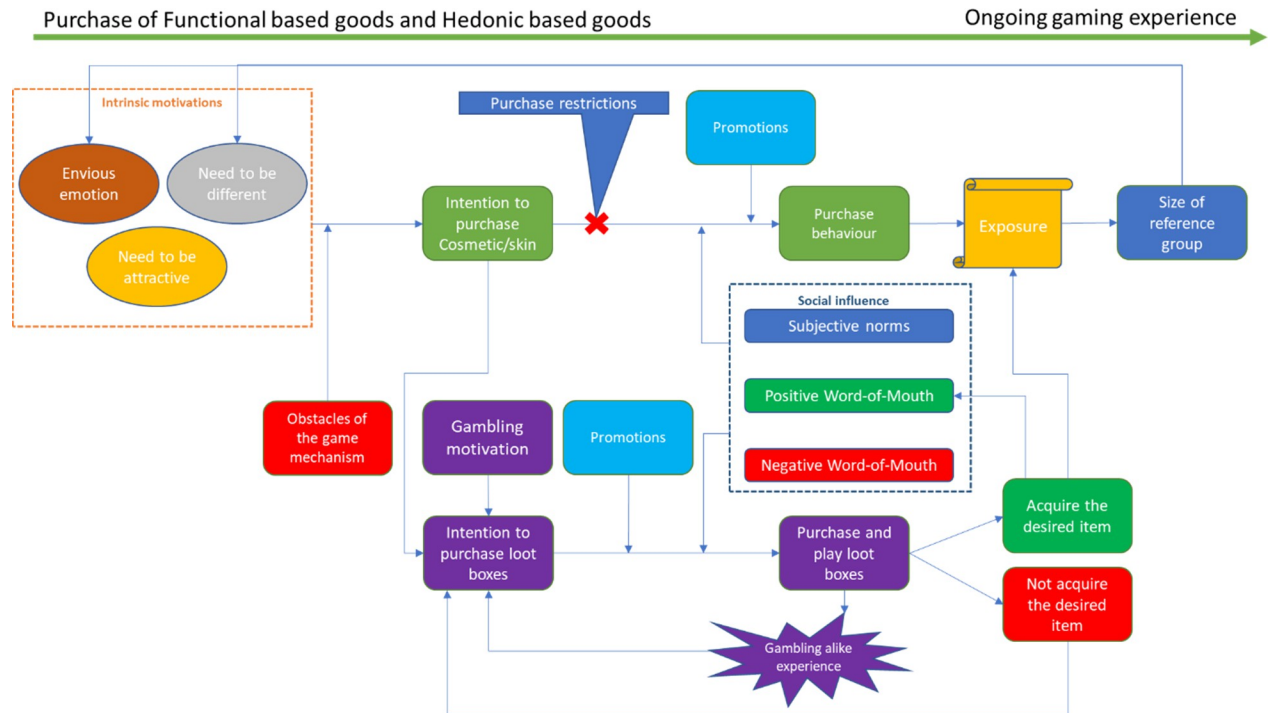 Purchase of Functional based goods and Hedonic based goods
Ongoing gaming experience
Intrinsic motivations
Envious
emotion
Need to be
different
Need to be
attractive
Purchase restrictions
Promotions
Intention to
purchase
Cosmetic/skin
Purchase
behaviour
Exposure
Size of
reference
group
Social influence
Subjective norms
Positive Word-of-Mouth
Negative Word-of-Mouth
Obstacles of
the game
mechanism
Gambling
motivation
Promotions
Intention to
purchase loot
boxes
Purchase and
play loot
boxes
Acquire the
desired item
Not acquire
the desired
item
Gambling alike
experience